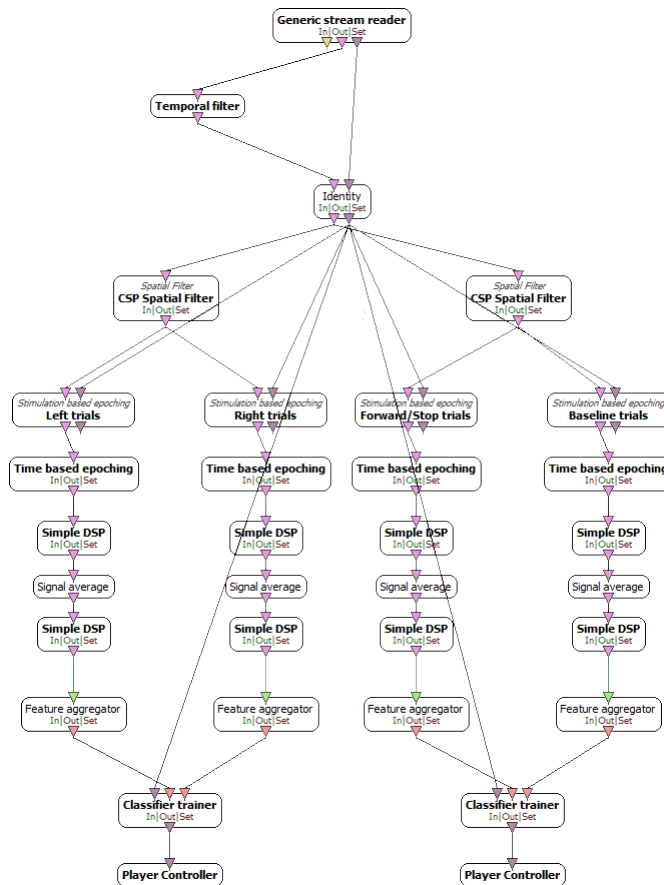 Generic stream reader
In|Out|Set
Temporal filter
Identity
In|Out|Set
Spatial Filter
CSP Spatial Filter
In|Out|Set
Spatial Filter
CSP Spatial Filter
In|Out|Set
Stimulation based epoching
Left trials
Stimulation based epoching
Right trials
Stimulation based epoching
Forward/Stop trials
Stimulation based epoching
Baseline trials
Time based epoching
In|Out|Set
Time based epoching
In|Out|Set
Time based epoching
In|Out|Set
Time based epoching
In|Out|Set
Simple DSP
In|Out|Set
Simple DSP
In|Out|Set
Simple DSP
In|Out|Set
Simple DSP
In|Out|Set
Signal average
Signal average
Signal average
Signal average
Simple DSP
In|Out|Set
Simple DSP
In|Out|Set
Simple DSP
In|Out|Set
Simple DSP
In|Out|Set
Feature aggregator
In|Out|Set
Feature aggregator
In|Out|Set
Feature aggregator
In|Out|Set
Feature aggregator
In|Out|Set
Classifier trainer
In|Out|Set
Classifier trainer
In|Out|Set
Player Controller
Player Controller